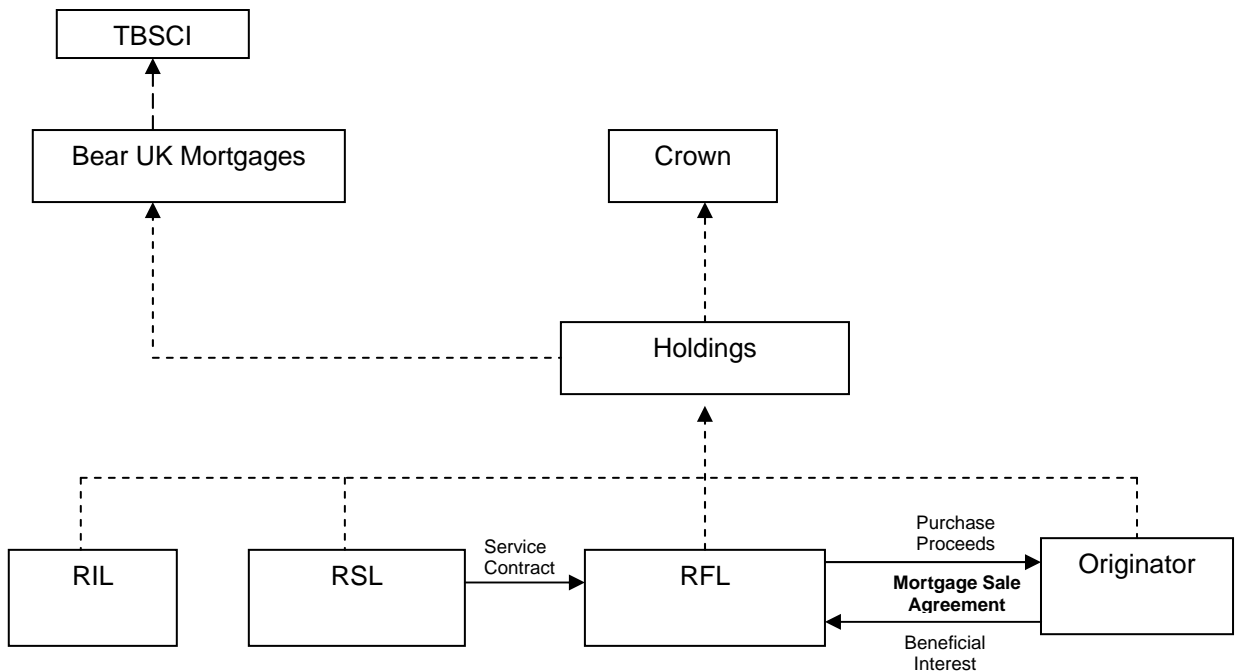 TBSCI
Bear UK Mortgages
Crown
Holdings
RIL
RSL
Service
Contract
RFL
Purchase
Proceeds
Mortgage Sale
Agreement
Beneficial
Interest
Originator